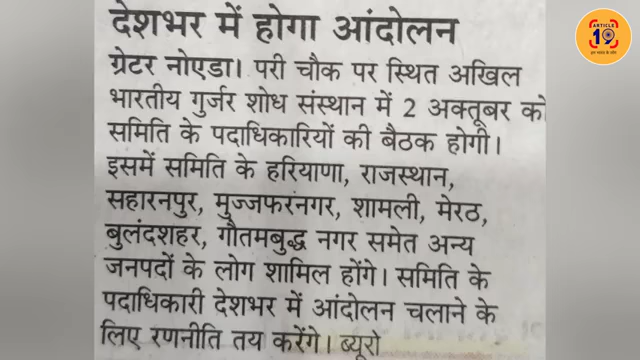 देशभर में होगा आंदोलन
ग्रेटर नोएडा। परी चौक पर स्थित अखिल
भारतीय गुर्जर शोध संस्थान में 2 अक्तूबर को
समिति के पदाधिकारियों की बैठक होगी।
इसमें समिति के हरियाणा, राजस्थान,
सहारनपुर, मुज्जफरनगर, शामली, मेरठ,
बुलंदशहर, गौतमबुद्ध नगर समेत अन्य
जनपदों के लोग शामिल होंगे। समिति के
पदाधिकारी देशभर में आंदोलन चलाने के
लिए रणनीति तय करेंगे। ब्यूरो
ARTICLE
19